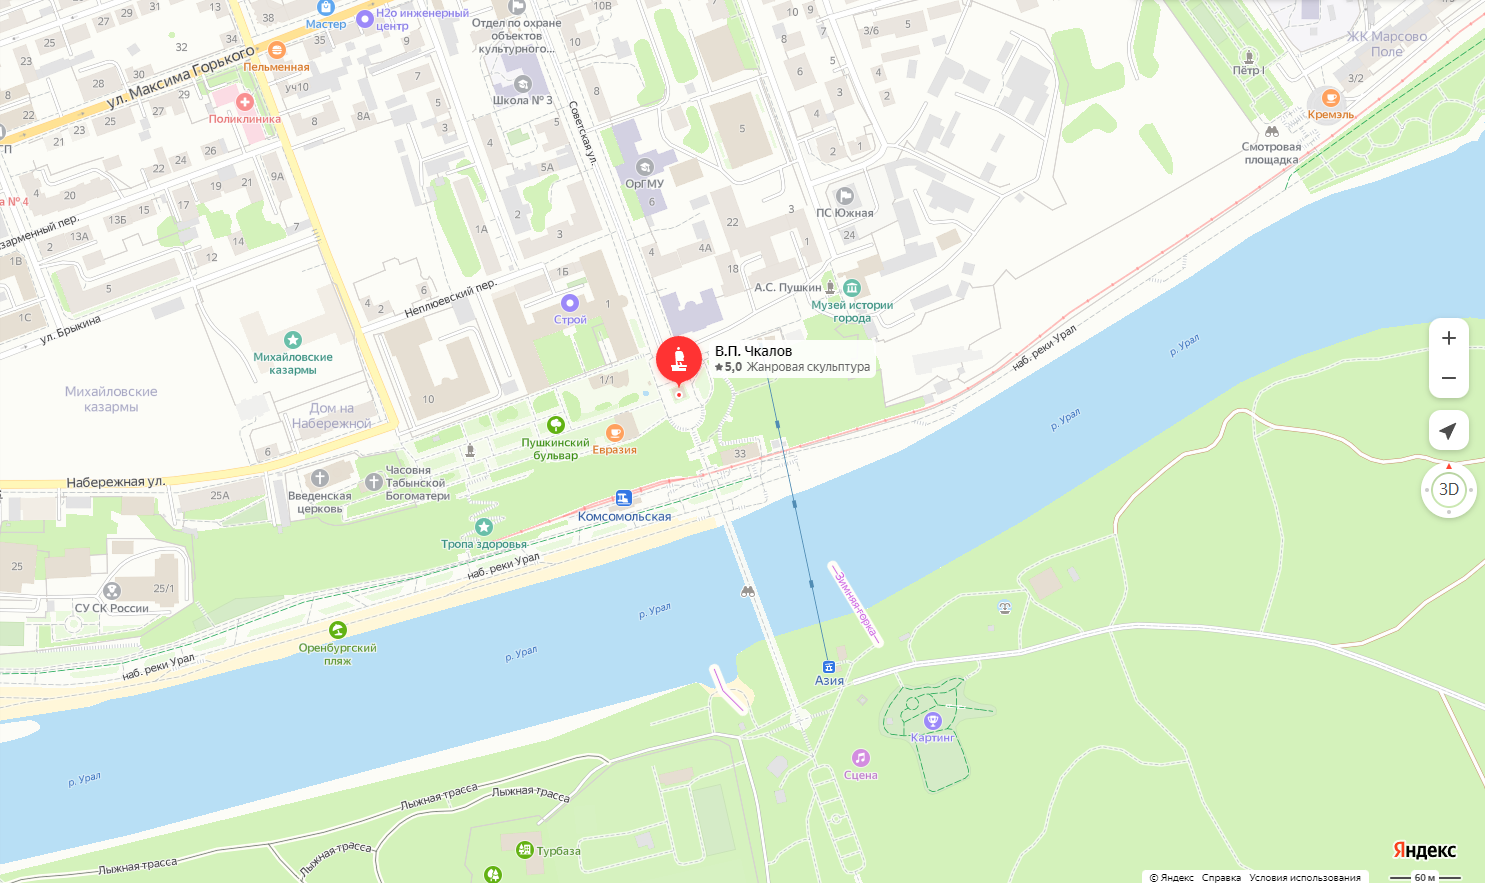 Н2о инженерный
центр
Мастер
Отдел по охране
объектов
культурного...
ЖК Марсово
Поле
Пётр I
Пельменная
ул. Максима Горького
Школа № 3
Поликлиника
Советская ул.
Кремэль
Смотровая
площадка
ОрГМУ
ПС Южная
А.С. Пушкин
Музей истории
города
Неплюевский пер.
Строй
ул. Брыкина
Михайловские
казармы
Михайловские
казармы
Дом на
Набережной
В.П. Чкалов
5,0 Жанровая скульптура
наб. реки Урал
р. Урал
р. Урал
Пушкинский
бульвар
Евразия
Набережная ул.
Введенская
церковь
Часовня
Табынской
Богоматери
Комсомольская
Тропа здоровья
наб. реки Урал
3D
СУ СК России
Оренбургский
пляж
наб. реки Урал
р. Урал
р. Урал
р. Урал
Зимняя горка
Азия
Картинг
Сцена
Лыжная трасса
Лыжная трасса
Лыжная трасса
Лыжная трасса
Турбаза
Яндекс
© Яндекс Справка Условия использования
60 м